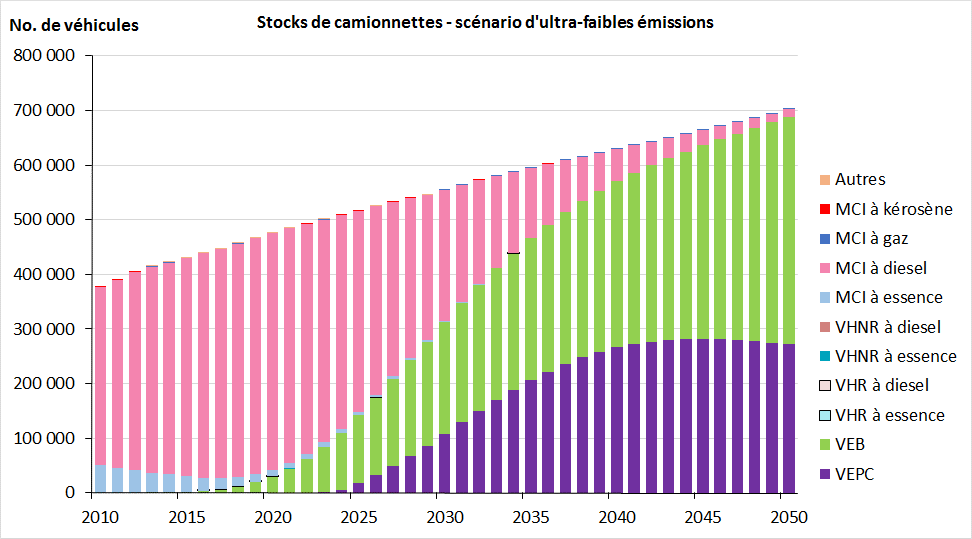 Stocks de camionnettes - scénario d'ultra-faibles émissions
No. de véhicules
800 000
700 000
600 000
500 000
400 000
300 000
200 000
100 000
0
2010 2015 2020 2025 2030 2035 2040 2045 2050
Autres
MCI à kérosène
MCI à gaz
MCI à diesel
MCI à essence
VHNR à diesel
VHNR à essence
VHR à diesel
VHR à essence
VEB
VEPC